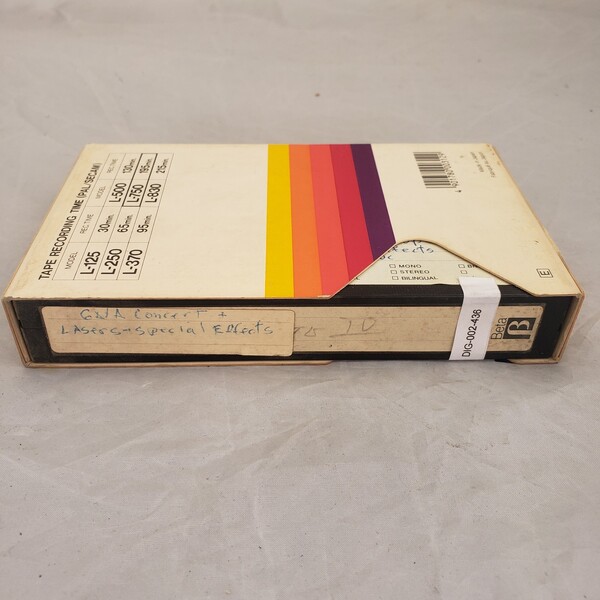 TAPE RECORDING TIME (PAL/SECAM)
MODEL REC TIME MODEL REC TIME
L-125 30min. L-500 130min.
L-250 65min. L-750 195min.
L-370 95min. L-830 215min.
E
ects
□ MONO
□ STEREO
□ BILINGUAL
Concert +
LASers + special Effects
DIG-002-436
Beta
β